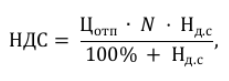 НДС = (Ц_отп · N · Н_д.с) / (100% + Н_д.с),